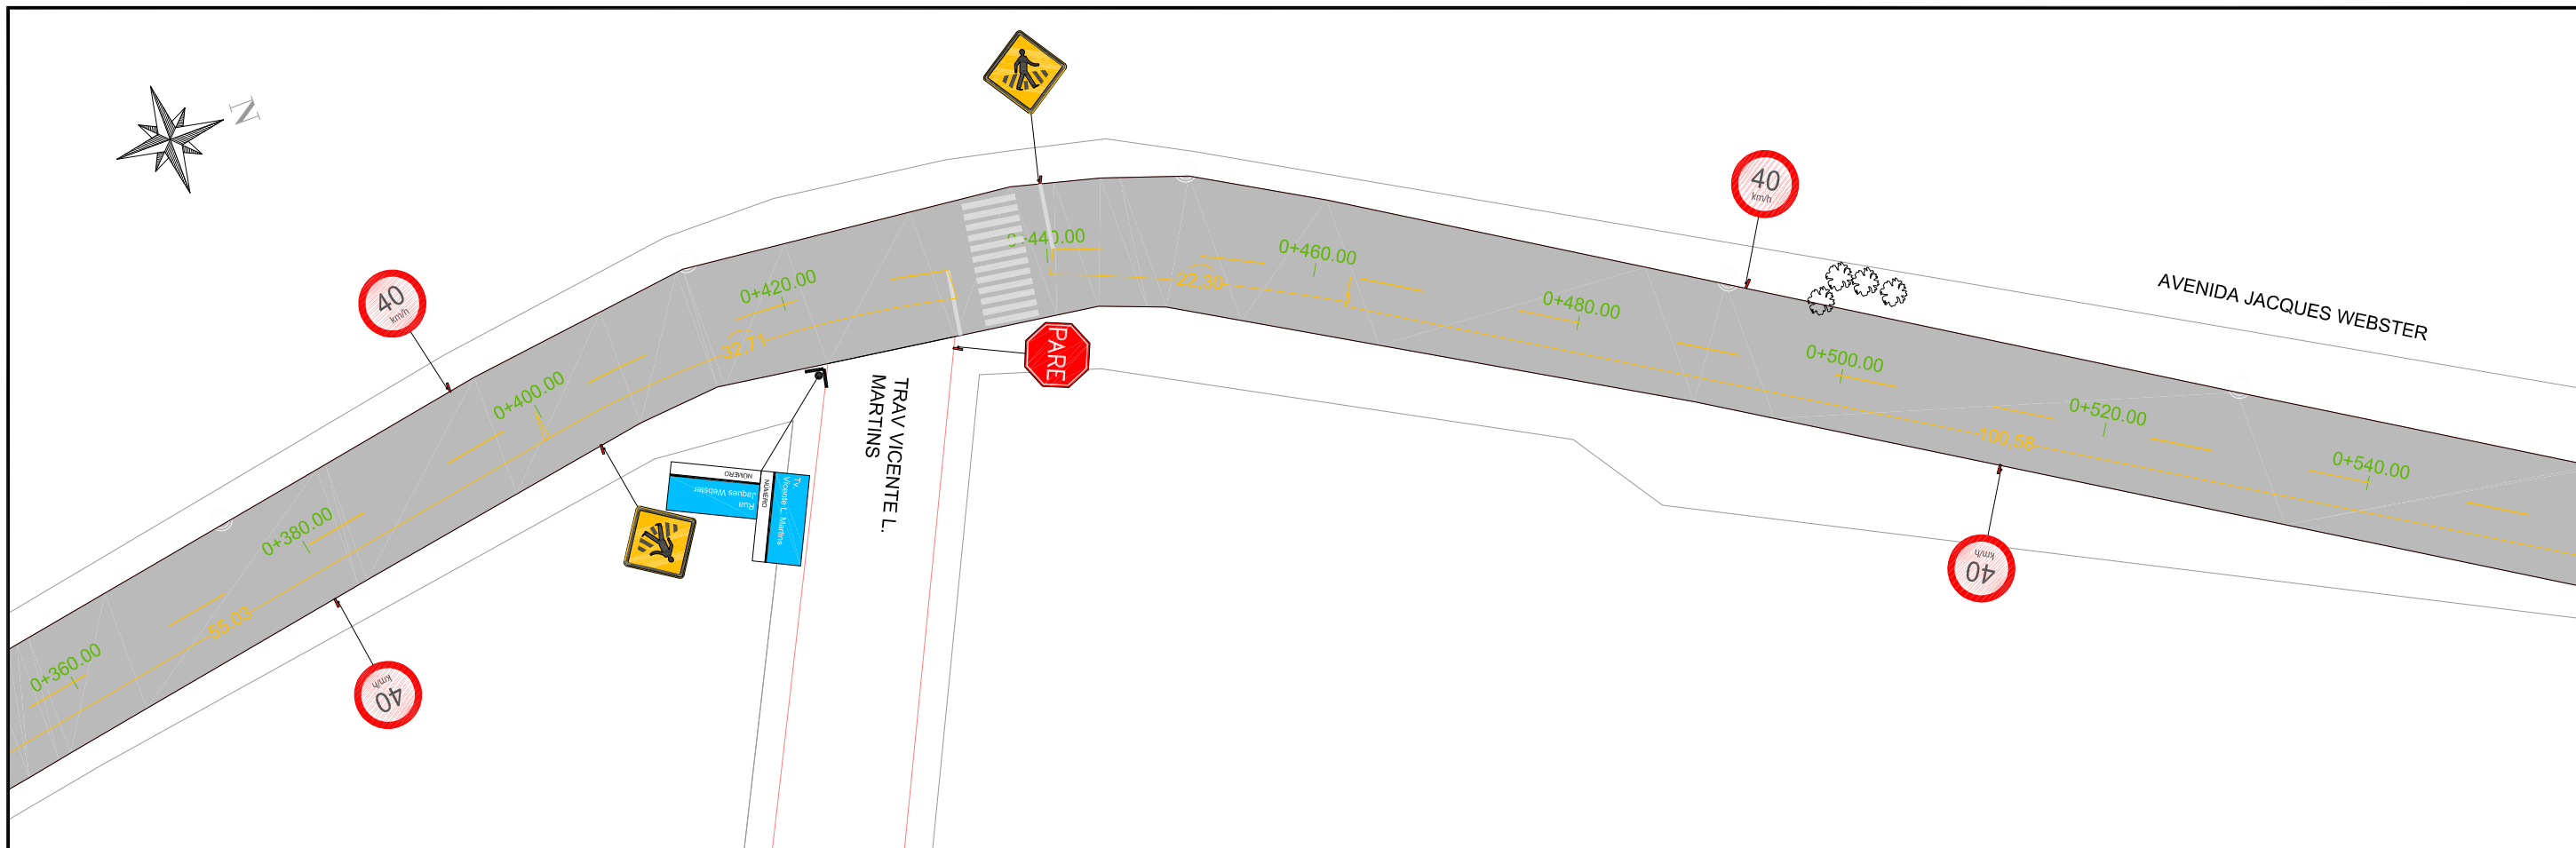 N
40
km/h
40
km/h
AVENIDA JACQUES WEBSTER
0+440.00
0+460.00
22,30
0+420.00
32,71
0+480.00
PARE
0+500.00
0+400.00
TRAV VICENTE L.
MARTINS
0+520.00
100,58
0+540.00
Rua
Jaques Webster
NÚMERO
Tv.
Vicente L. Martins
NÚMERO
0+380.00
40
km/h
55,03
0+360.00
40
km/h